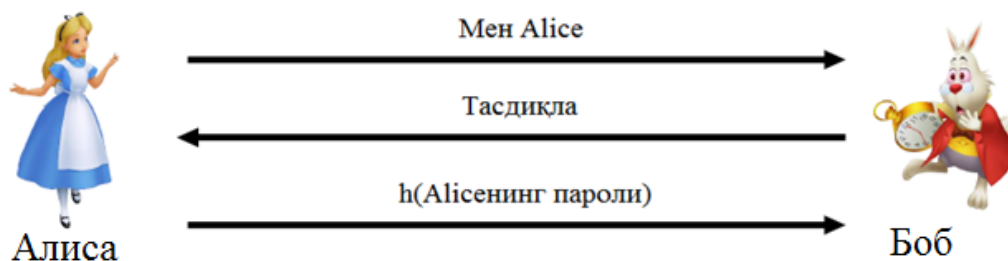 Мен Alice
Тасдиқла
h(Aliceнинг пароли)
Алиса
Боб